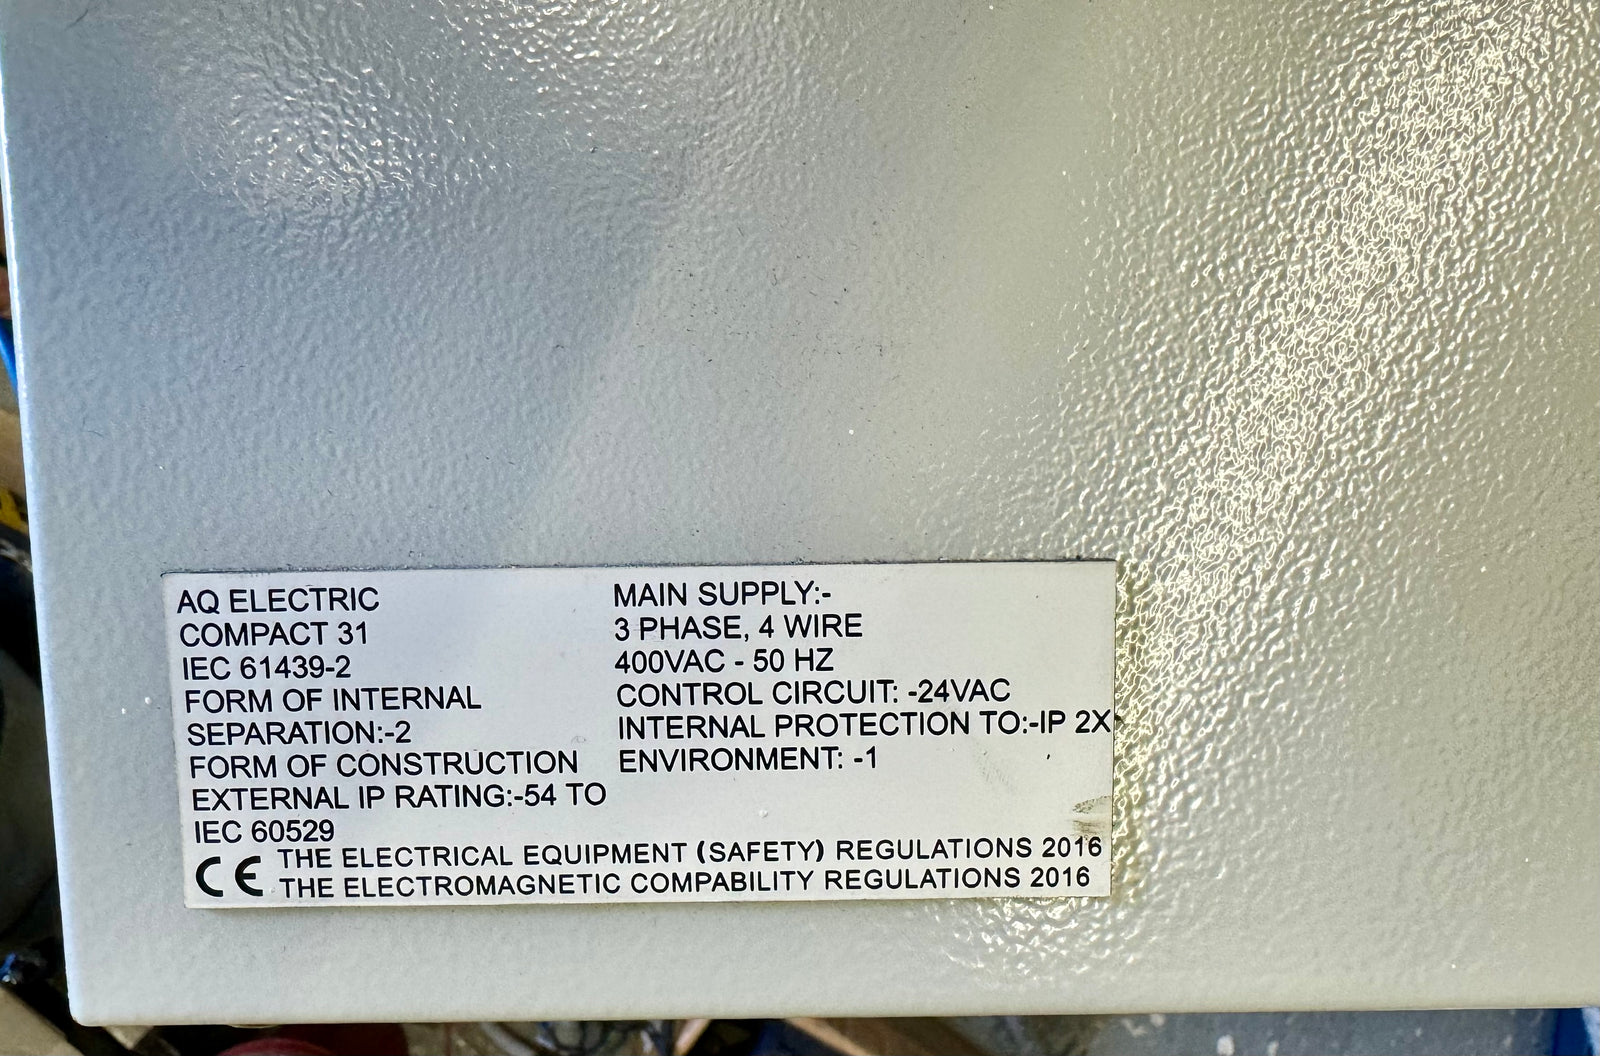 AQ ELECTRIC
COMPACT 31
IEC 61439-2
FORM OF INTERNAL
SEPARATION:-2
FORM OF CONSTRUCTION
EXTERNAL IP RATING:-54 TO
IEC 60529
MAIN SUPPLY:-
3 PHASE, 4 WIRE
400VAC - 50 HZ
CONTROL CIRCUIT: -24VAC
INTERNAL PROTECTION TO:-IP 2X
ENVIRONMENT: -1
CE THE ELECTRICAL EQUIPMENT (SAFETY) REGULATIONS 2016
THE ELECTROMAGNETIC COMPABILITY REGULATIONS 2016